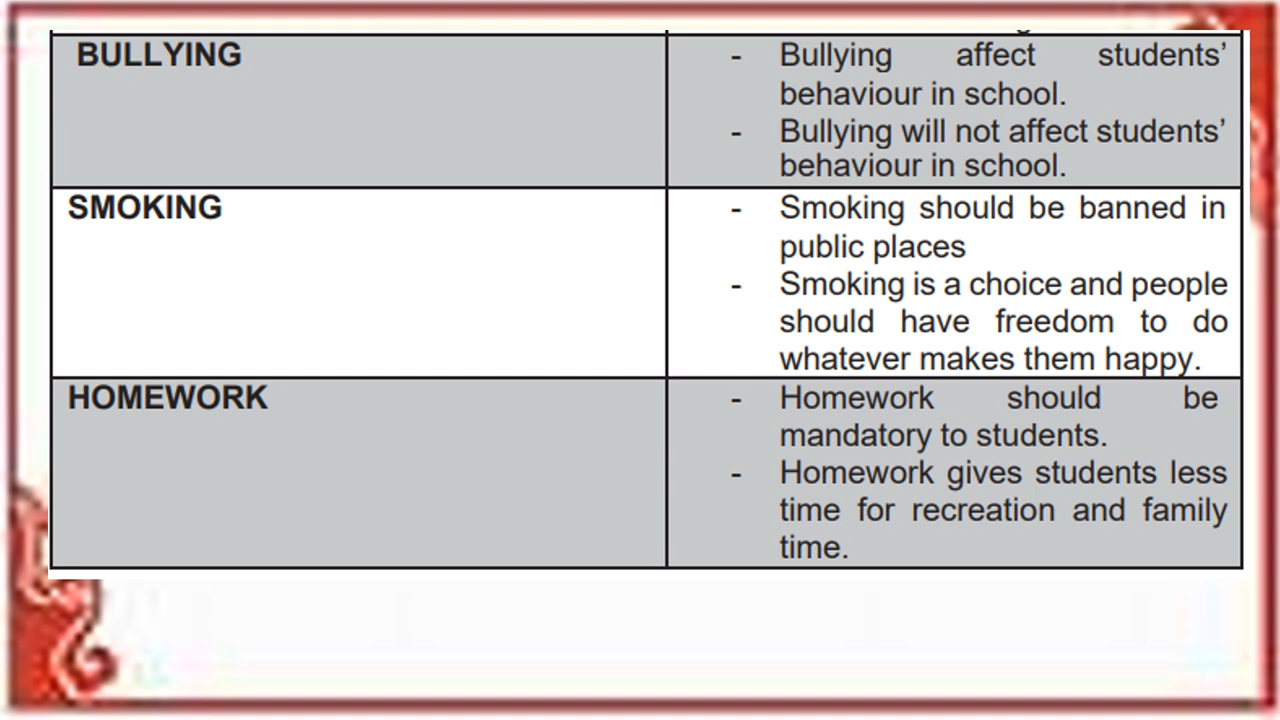 BULLYING
- Bullying affect students’
behaviour in school.
- Bullying will not affect students’
behaviour in school.
SMOKING
- Smoking should be banned in
public places
- Smoking is a choice and people
should have freedom to do
whatever makes them happy.
HOMEWORK
- Homework should be
mandatory to students.
- Homework gives students less
time for recreation and family
time.